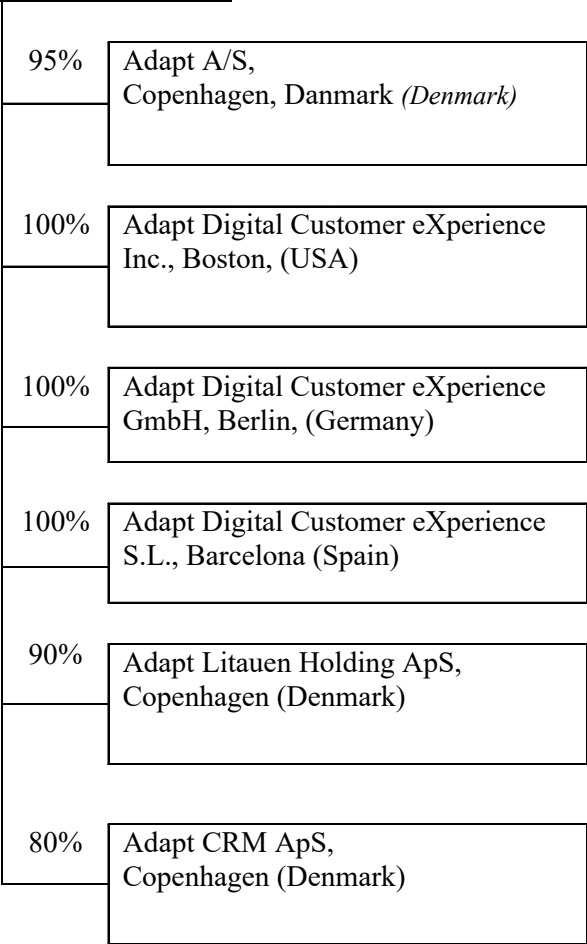 95%
Adapt A/S,
Copenhagen, Danmark (Denmark)
100%
Adapt Digital Customer eXperience
Inc., Boston, (USA)
100%
Adapt Digital Customer eXperience
GmbH, Berlin, (Germany)
100%
Adapt Digital Customer eXperience
S.L., Barcelona (Spain)
90%
Adapt Litauen Holding ApS,
Copenhagen (Denmark)
80%
Adapt CRM ApS,
Copenhagen (Denmark)